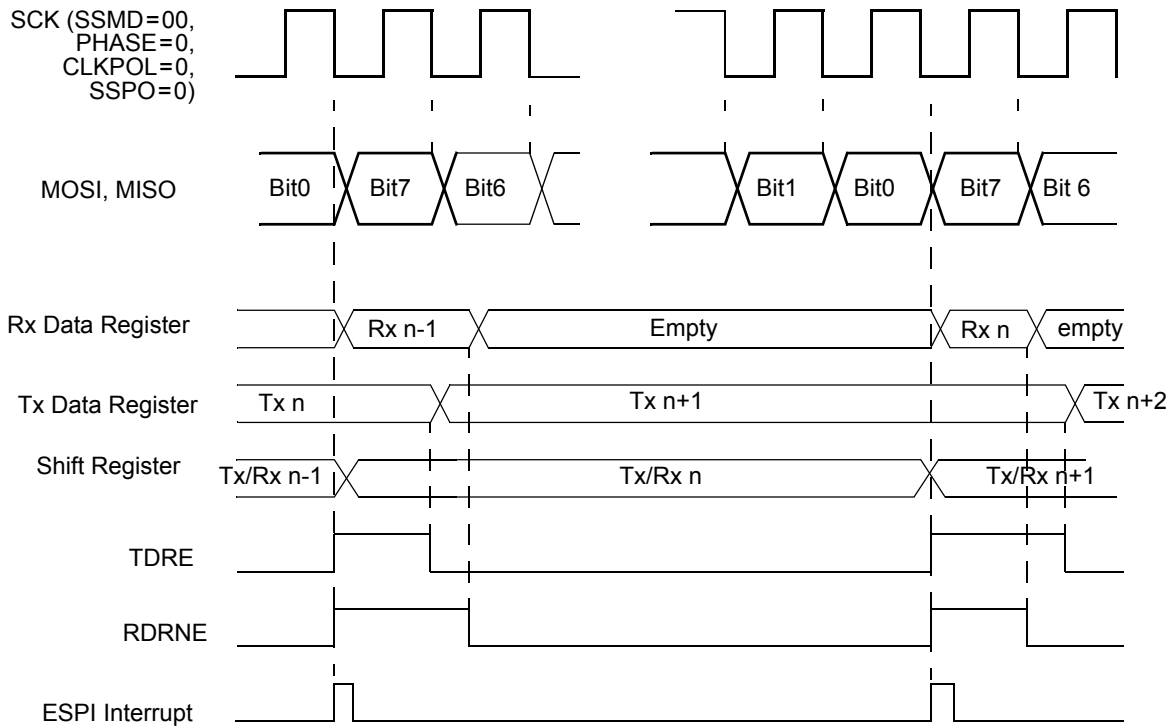 SCK (SSMD=00,
PHASE=0,
CLKPOL=0,
SSPO=0)
MOSI, MISO
Bit0
Bit7
Bit6
Bit1
Bit0
Bit7
Bit 6
Rx Data Register
Rx n-1
Empty
Rx n
empty
Tx Data Register
Tx n
Tx n+1
Tx n+2
Shift Register
Tx/Rx n-1
Tx/Rx n
Tx/Rx n+1
TDRE
RDRNE
ESPI Interrupt